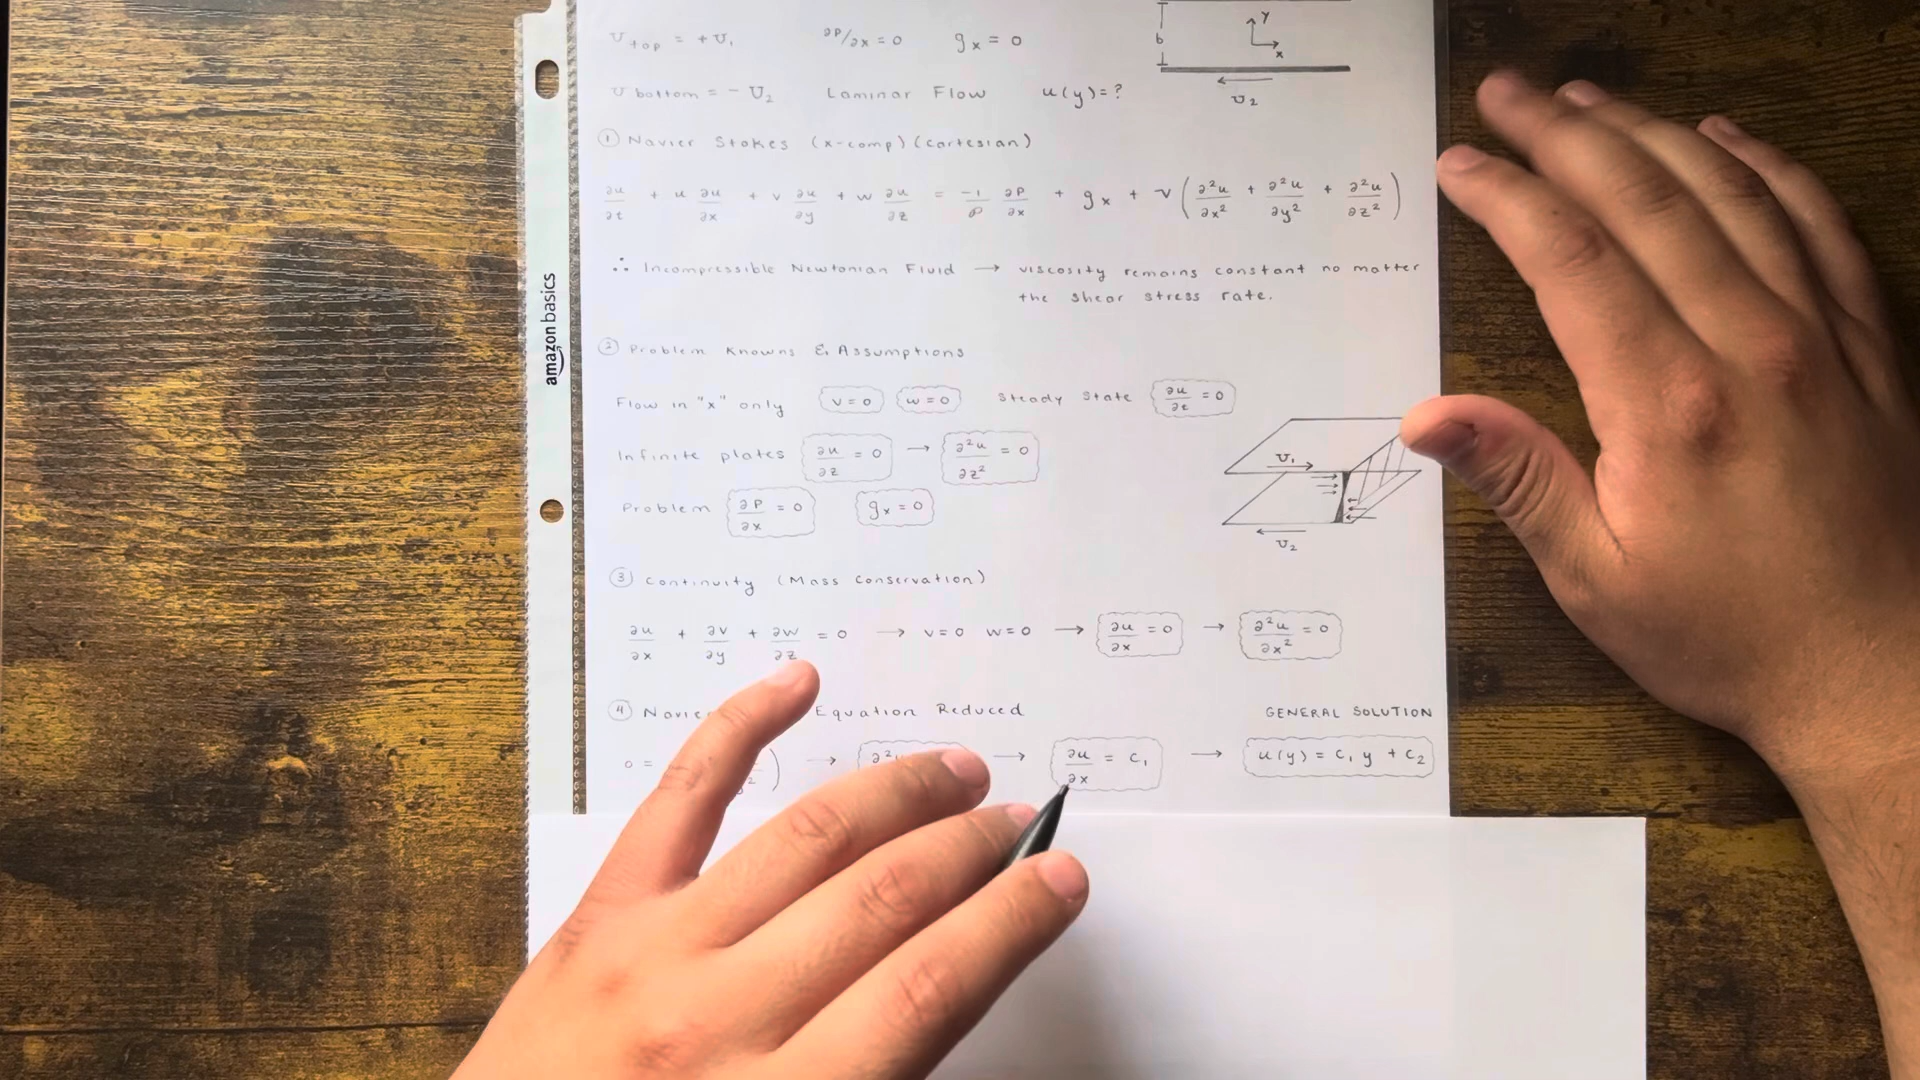 U top = + U₁ ∂P/∂x = 0 gₓ = 0
b y x
U bottom = - U₂ Laminar Flow u(y) = ?
U₂
① Navier Stokes (x-comp) (Cartesian)
∂u/∂t + u ∂u/∂x + v ∂u/∂y + w ∂u/∂z = -1/ρ ∂P/∂x + gₓ + ν ( ∂²u/∂x² + ∂²u/∂y² + ∂²u/∂z² )
∴ Incompressible Newtonian Fluid → viscosity remains constant no matter
the shear stress rate.
② Problem Knowns & Assumptions
Flow in "x" only v = 0 w = 0 Steady State ∂u/∂t = 0
Infinite plates ∂u/∂z = 0 → ∂²u/∂z² = 0
U₁
Problem ∂P/∂x = 0 gₓ = 0
U₂
③ Continuity (Mass Conservation)
∂u/∂x + ∂v/∂y + ∂w/∂z = 0 → v = 0 w = 0 → ∂u/∂x = 0 → ∂²u/∂x² = 0
④ Equation Reduced GENERAL SOLUTION
0 = ) → → ∂u/∂x = C₁ → u(y) = C₁ y + C₂
amazon basics